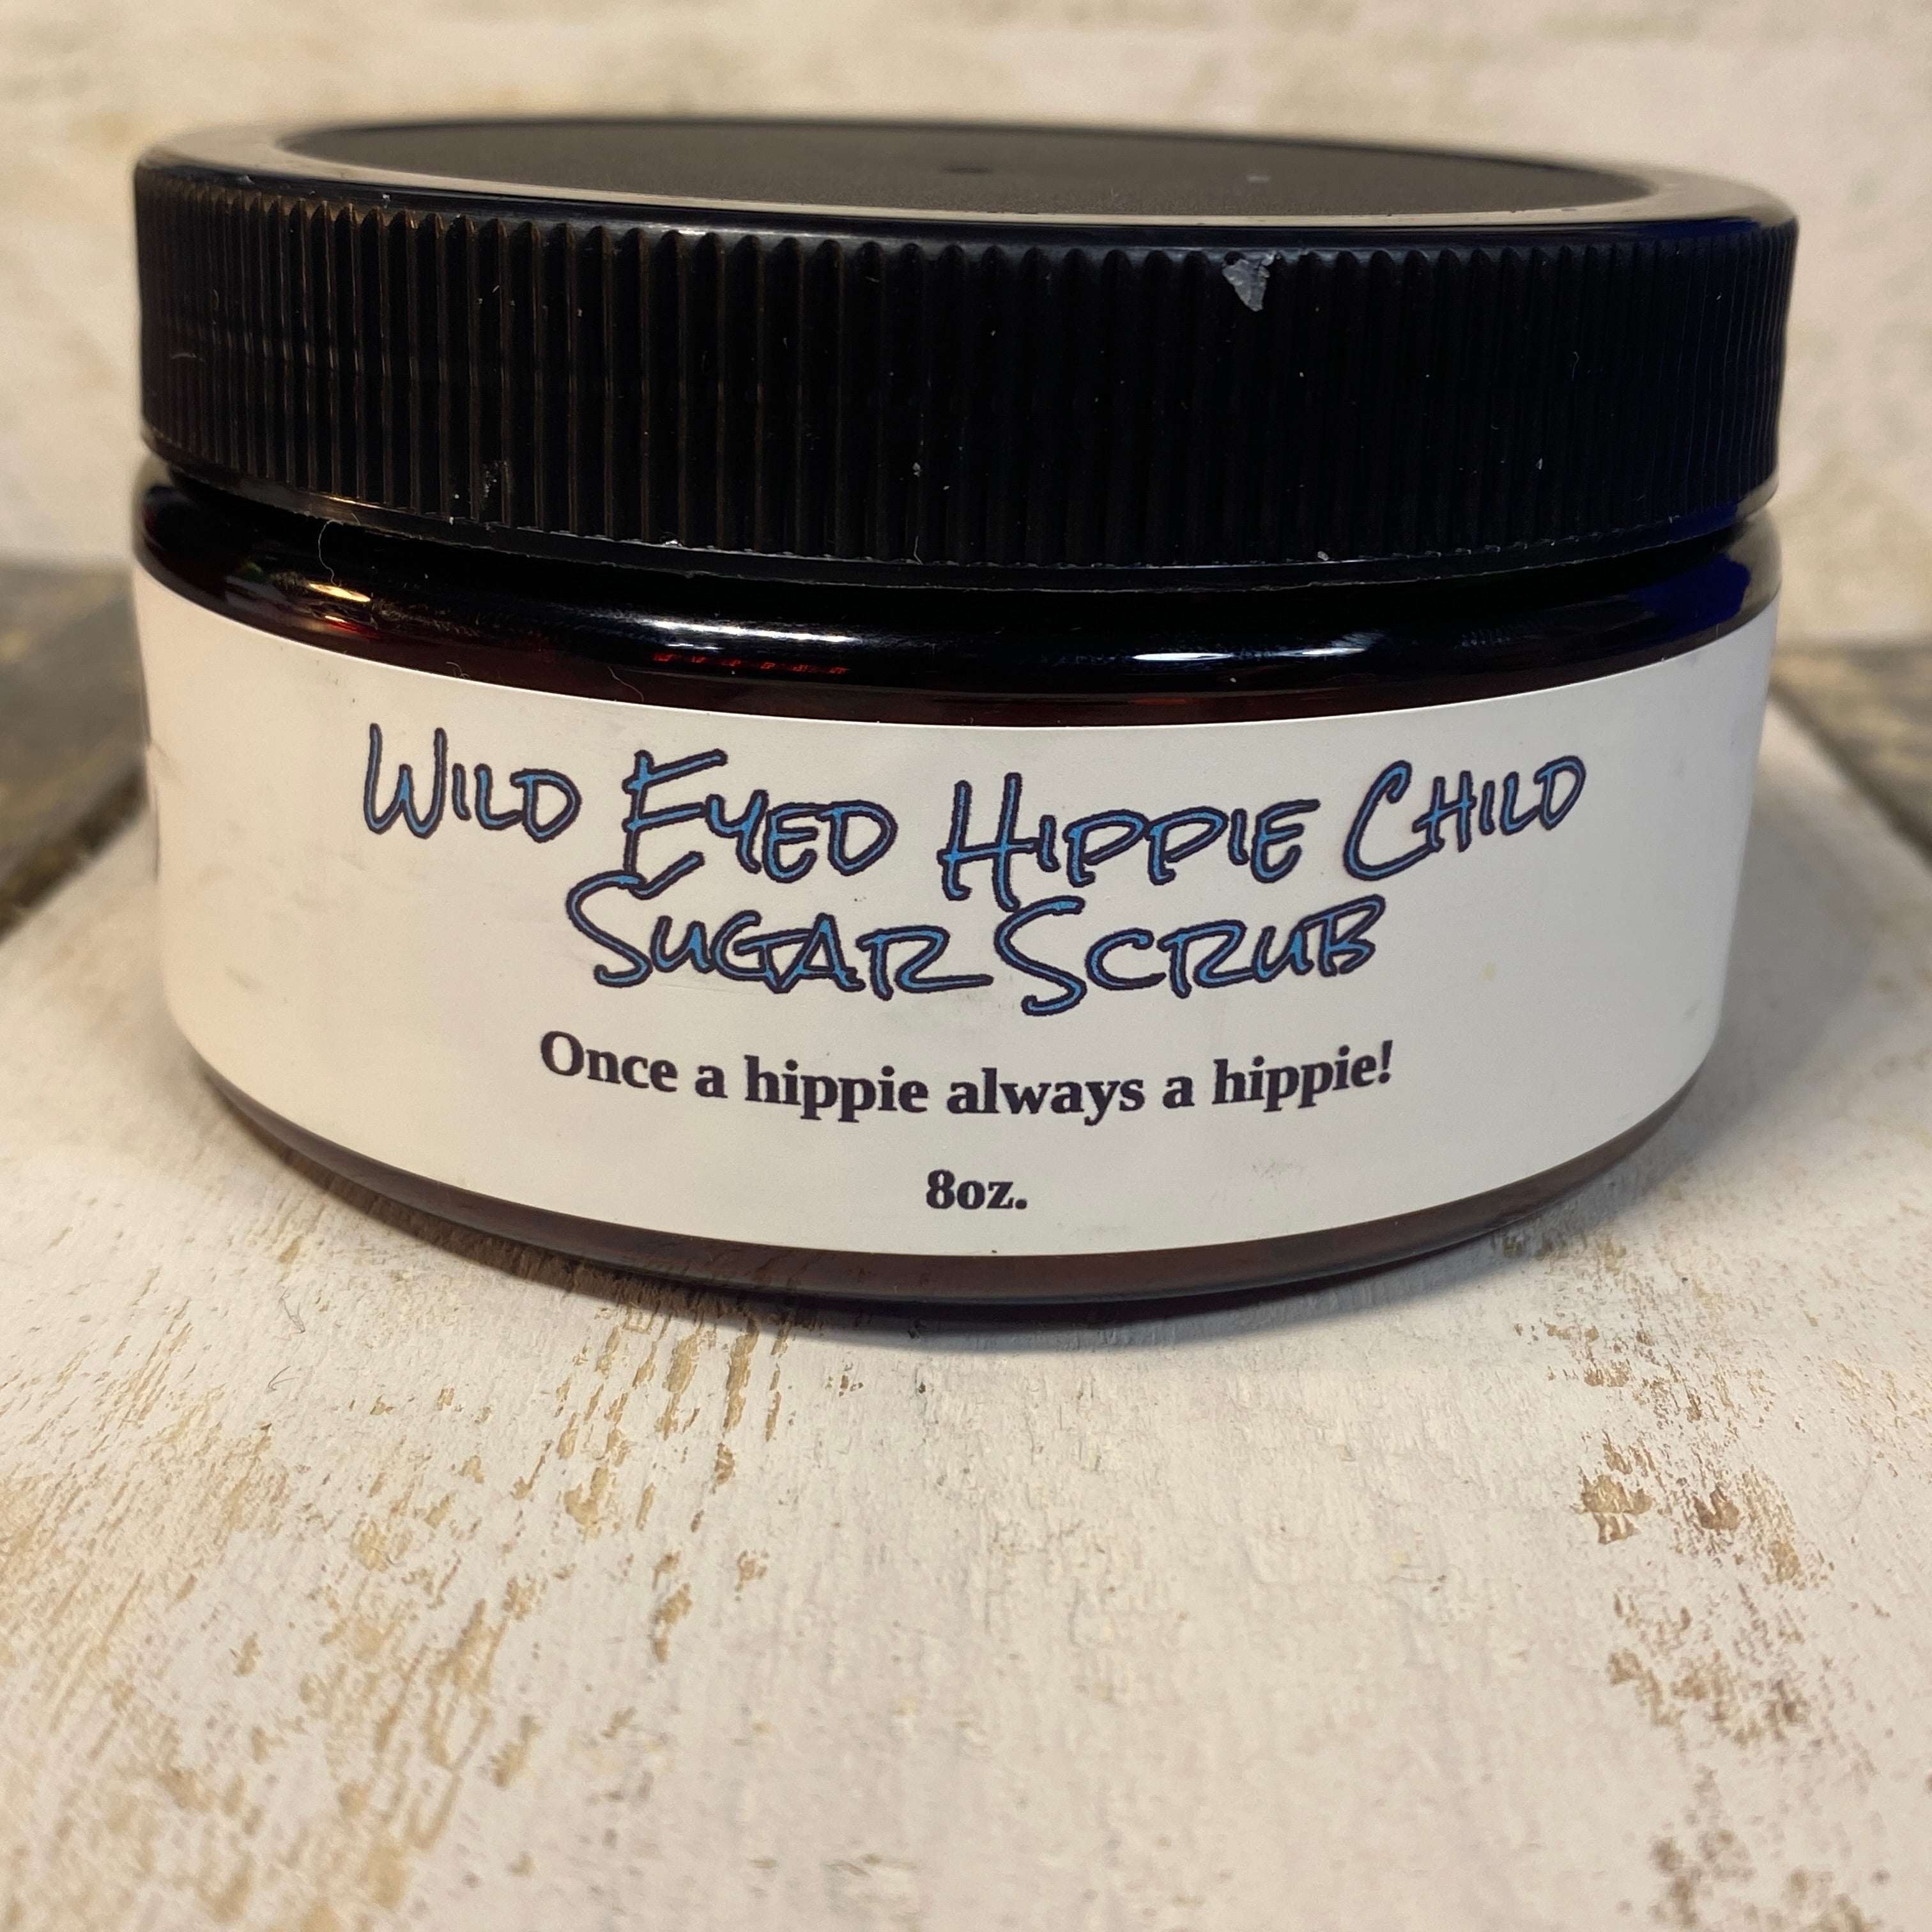 Wild Eyed Hippie Child
Sugar Scrub
Once a hippie always a hippie!
8oz.